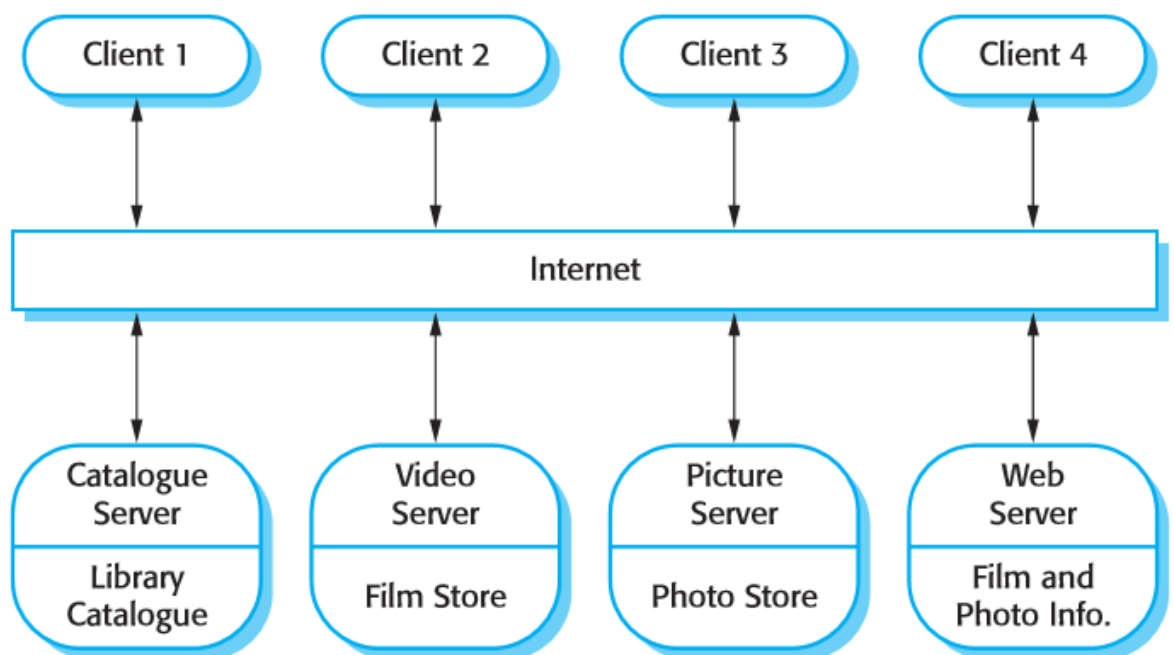 Client 1
Client 2
Client 3
Client 4
Internet
Catalogue
Server
Library
Catalogue
Video
Server
Film Store
Picture
Server
Photo Store
Web
Server
Film and
Photo Info.